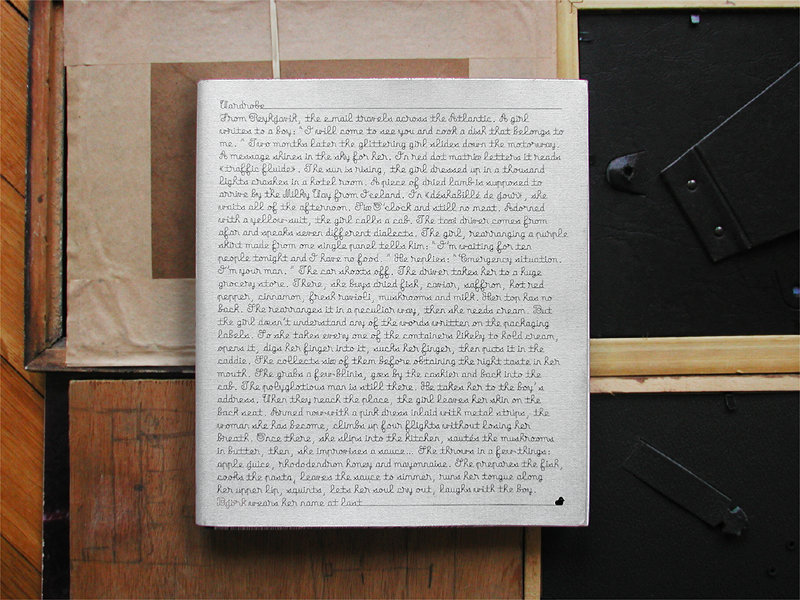 Wardrobe
From Reykjavik, the email travels across the Atlantic. A girl
writes to a boy: "I will come to see you and cook a dish that belongs to
me." Two months later the glittering girl slides down the motorway.
A message shines in the sky for her. In red dot matrix letters it reads
«traffic fluide». The sun is rising, the girl dressed up in a thousand
lights crashes in a hotel room. A piece of dried lamb is supposed to
arrive by the Milky Way from Iceland. In «déshabillé de jour», she
waits all of the afternoon. Six O'clock and still no meat. Adorned
with a yellow suit, the girl calls a cab. The taxi driver comes from
afar and speaks seven different dialects. The girl, rearranging a purple
skirt made from one single panel tells him: "I'm waiting for ten
people tonight and I have no food." He replies: "Emergency situation.
I'm your man." The car shoots off. The driver takes her to a huge
grocery store. There, she buys dried fish, caviar, saffron, hot red
pepper, cinnamon, fresh ravioli, mushrooms and milk. Her top has no
back. She rearranges it in a peculiar way, then she needs cream. But
the girl doesn't understand any of the words written on the packaging
labels. So she takes every one of the containers likely to hold cream,
opens it, digs her finger into it, sucks her finger, then puts it in the
caddie. She collects six of them before obtaining the right taste in her
mouth. She grabs a few blinis, goes by the cashier and back into the
cab. The polyglotious man is still there. He takes her to the boy's
address. When they reach the place, the girl leaves her skin on the
back seat. Armed now with a pink dress inlaid with metal strips, the
woman she has become, climbs up four flights without losing her
breath. Once there, she slips into the kitchen, sautés the mushrooms
in butter, then, she improvises a sauce... She throws in a few things:
apple juice, rhododendron honey and mayonnaise. She prepares the fish,
cooks the pasta, leaves the sauce to simmer, runs her tongue along
her upper lip, squints, lets her soul cry out, laughs with the boy.
Björk wears her name at last